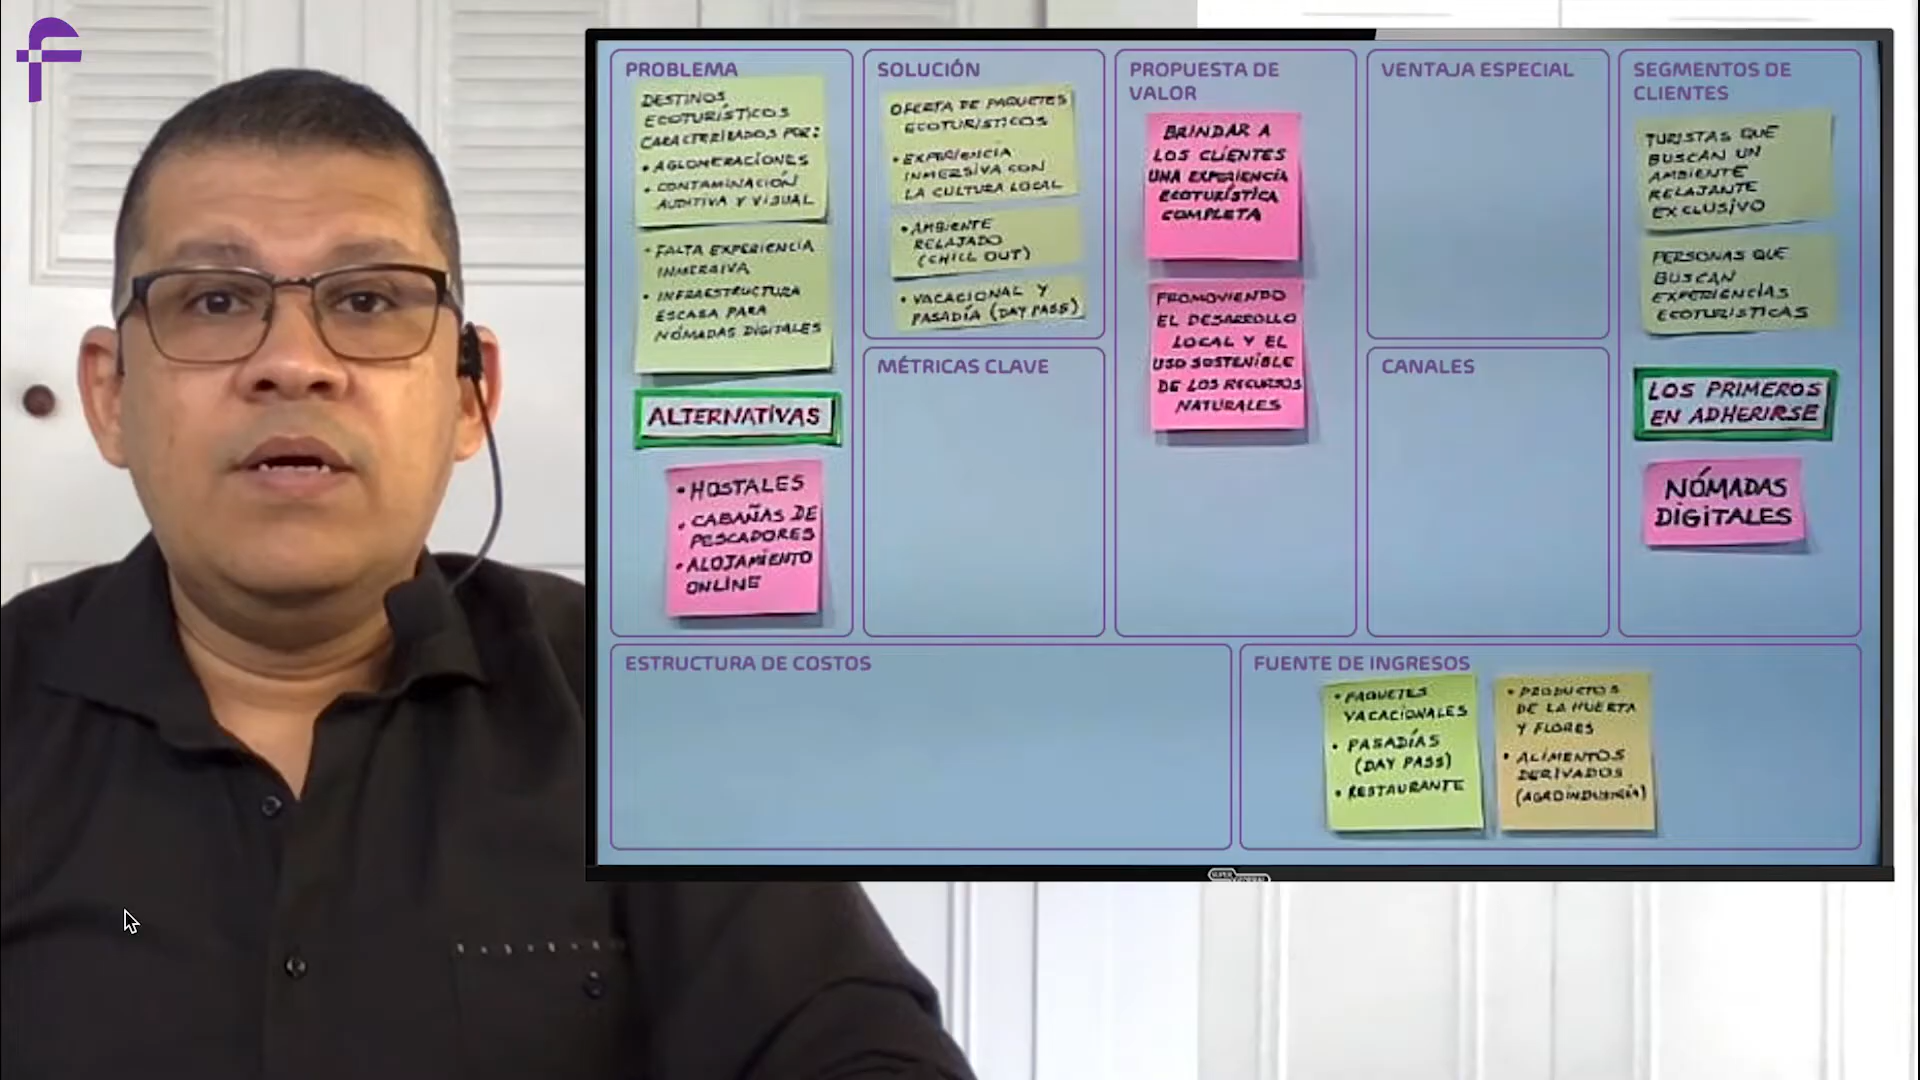 PROBLEMA
DESTINOS
ECOTURÍSTICOS
CARACTERIZADOS POR:
• AGLOMERACIONES
• CONTAMINACIÓN
AUDITIVA Y VISUAL
• FALTA EXPERIENCIA
INMERSIVA
• INFRAESTRUCTURA
ESCASA PARA
NÓMADAS DIGITALES
ALTERNATIVAS
• HOSTALES
• CABAÑAS DE
PESCADORES
• ALOJAMIENTO
ONLINE
SOLUCIÓN
OFERTA DE PAQUETES
ECOTURÍSTICOS
• EXPERIENCIA
INMERSIVA CON
LA CULTURA LOCAL
• AMBIENTE
RELAJADO
(CHILL OUT)
• VACACIONAL Y
PASADÍA (DAY PASS)
MÉTRICAS CLAVE
PROPUESTA DE
VALOR
BRINDAR A
LOS CLIENTES
UNA EXPERIENCIA
ECOTURÍSTICA
COMPLETA
PROMOVIENDO
EL DESARROLLO
LOCAL Y EL
USO SOSTENIBLE
DE LOS RECURSOS
NATURALES
VENTAJA ESPECIAL
CANALES
SEGMENTOS DE
CLIENTES
TURISTAS QUE
BUSCAN UN
AMBIENTE
RELAJANTE
EXCLUSIVO
PERSONAS QUE
BUSCAN
EXPERIENCIAS
ECOTURISTICAS
LOS PRIMEROS
EN ADHERIRSE
NÓMADAS
DIGITALES
ESTRUCTURA DE COSTOS
FUENTE DE INGRESOS
• PAQUETES
VACACIONALES
• PASADÍAS
(DAY PASS)
• RESTAURANTE
• PRODUCTOS
DE LA HUERTA
Y FLORES
• ALIMENTOS
DERIVADOS
(AGROINDUSTRIA)